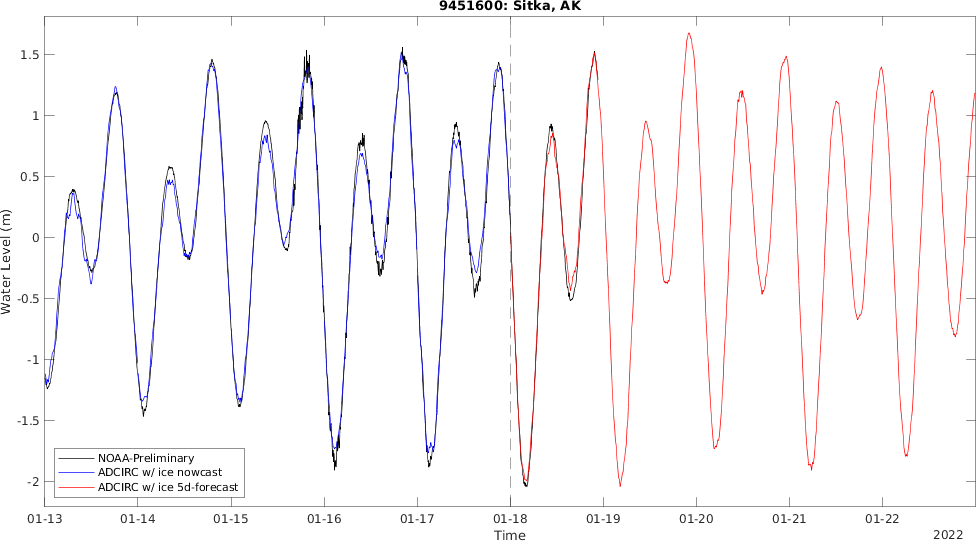 9451600: Sitka, AK
Water Level (m)
1.5
1
0.5
0
-0.5
-1
-1.5
-2
NOAA-Preliminary
ADCIRC w/ ice nowcast
ADCIRC w/ ice 5d-forecast
01-13 01-14 01-15 01-16 01-17 01-18 01-19 01-20 01-21 01-22
Time
2022